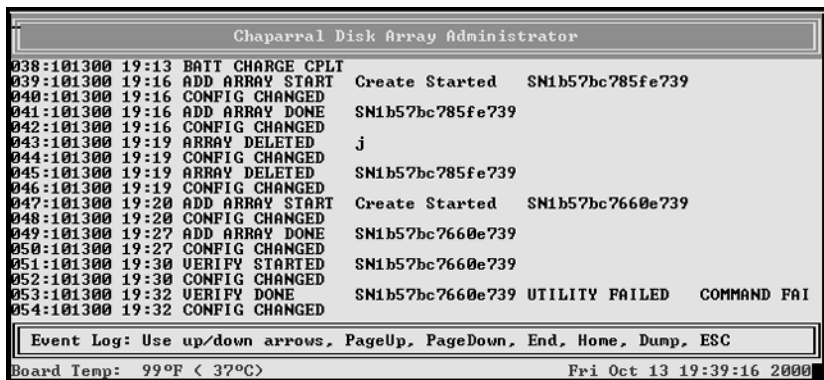 Chaparral Disk Array Administrator
038:101300 19:13 BATT CHARGE CPLT
039:101300 19:16 ADD ARRAY START Create Started SN1b57bc785fe739
040:101300 19:16 CONFIG CHANGED
041:101300 19:16 ADD ARRAY DONE SN1b57bc785fe739
042:101300 19:16 CONFIG CHANGED
043:101300 19:19 ARRAY DELETED j
044:101300 19:19 CONFIG CHANGED
045:101300 19:19 ARRAY DELETED SN1b57bc785fe739
046:101300 19:19 CONFIG CHANGED
047:101300 19:20 ADD ARRAY START Create Started SN1b57bc7660e739
048:101300 19:20 CONFIG CHANGED
049:101300 19:27 ADD ARRAY DONE SN1b57bc7660e739
050:101300 19:27 CONFIG CHANGED
051:101300 19:30 VERIFY STARTED SN1b57bc7660e739
052:101300 19:30 CONFIG CHANGED
053:101300 19:32 VERIFY DONE SN1b57bc7660e739 UTILITY FAILED COMMAND FAI
054:101300 19:32 CONFIG CHANGED
Event Log: Use up/down arrows, PageUp, PageDown, End, Home, Dump, ESC
Board Temp: 99ºF ( 37ºC) Fri Oct 13 19:39:16 2000